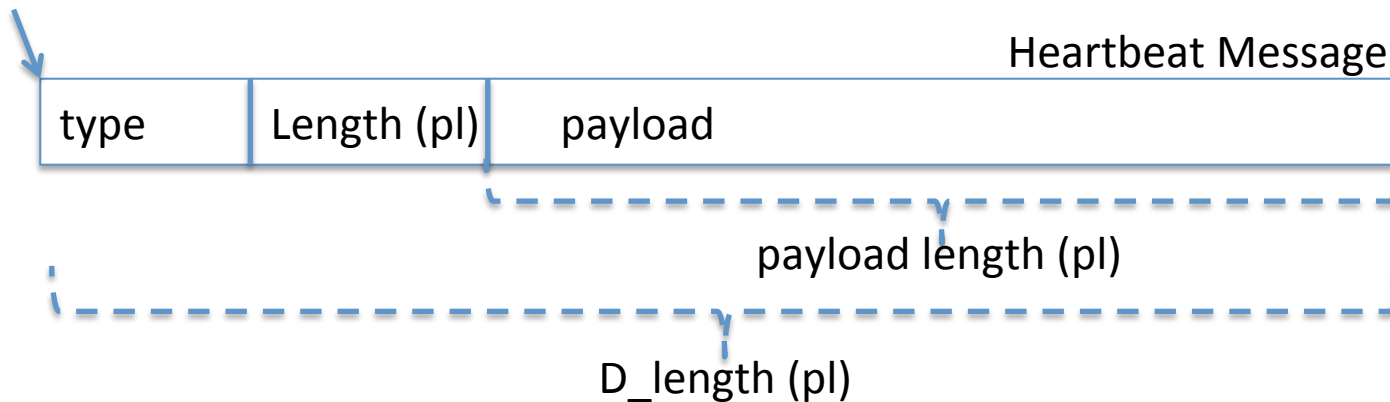 Heartbeat Message
type Length (pl) payload
payload length (pl)
D_length (pl)